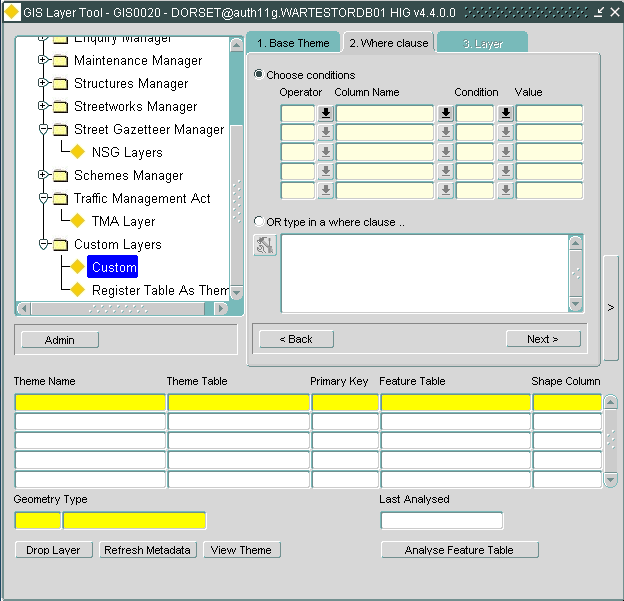 GIS Layer Tool - GIS0020 - DORSET@auth11g.WARTESTORDB01 HIG v4.4.0.0
Enquiry Manager
Maintenance Manager
Structures Manager
Streetworks Manager
Street Gazetteer Manager
NSG Layers
Schemes Manager
Traffic Management Act
TMA Layer
Custom Layers
Custom
Register Table As Them
Admin
1. Base Theme
2. Where clause
3. Layer
Choose conditions
Operator Column Name Condition Value
OR type in a where clause ..
< Back
Next >
>
Theme Name Theme Table Primary Key Feature Table Shape Column
Geometry Type
Last Analysed
Drop Layer
Refresh Metadata
View Theme
Analyse Feature Table